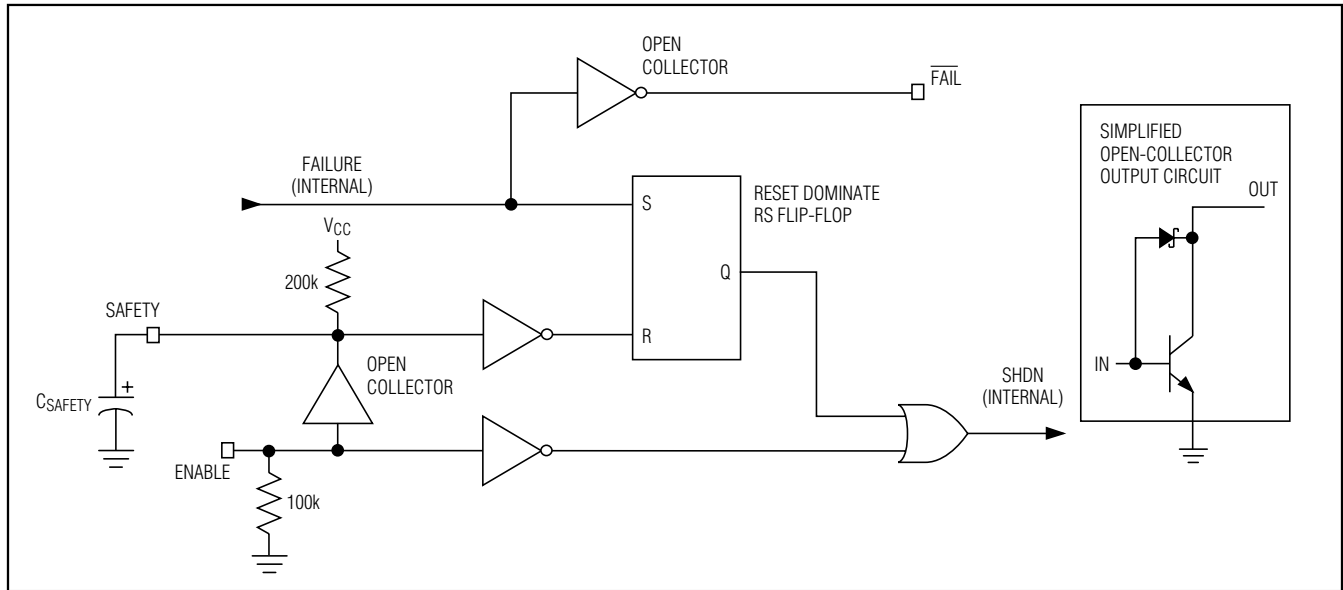 OPEN
COLLECTOR
FAIL
FAILURE
(INTERNAL)
VCC
200k
SAFETY
CSAFETY
+
OPEN
COLLECTOR
ENABLE
100k
S
R
Q
RESET DOMINATE
RS FLIP-FLOP
SHDN
(INTERNAL)
SIMPLIFIED
OPEN-COLLECTOR
OUTPUT CIRCUIT
OUT
IN